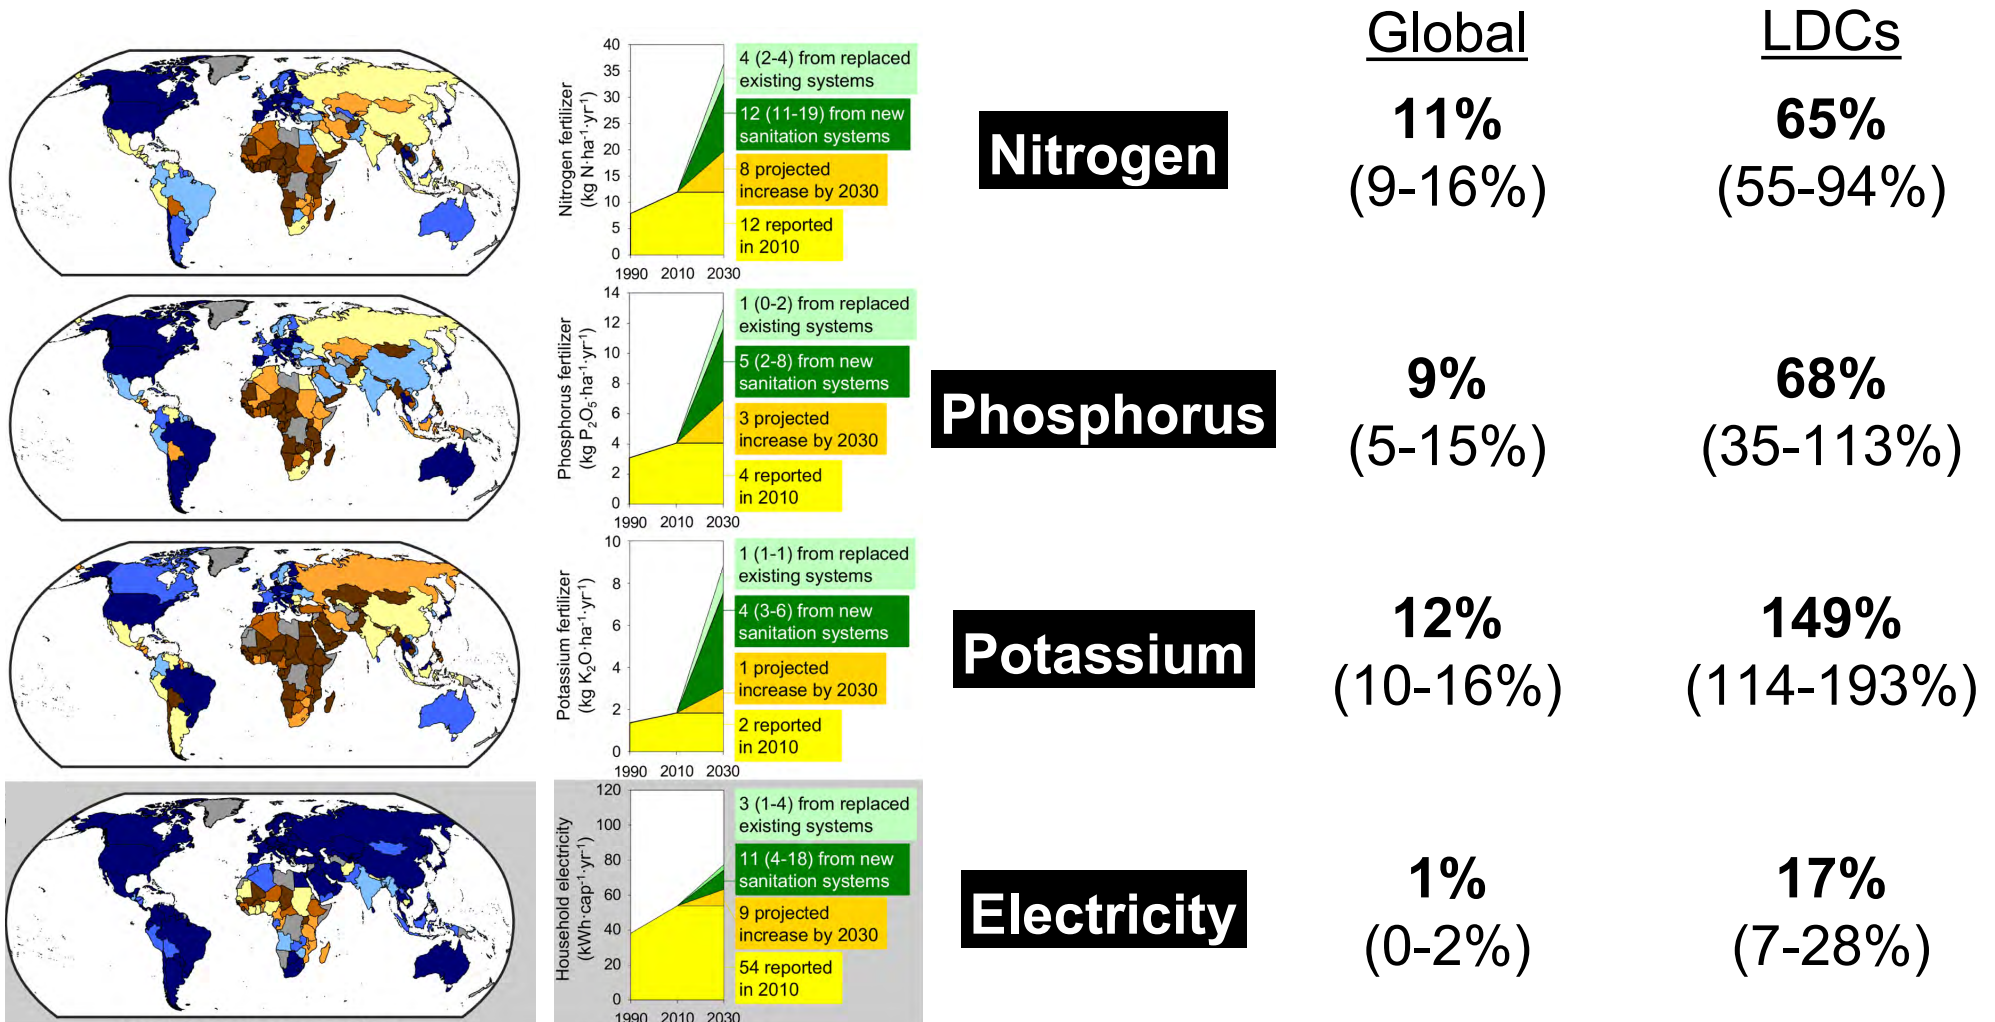 Global
LDCs
40
35
30
25
20
15
10
5
0
1990 2010 2030
Nitrogen fertilizer
(kg N·ha⁻¹·yr⁻¹)
4 (2-4) from replaced
existing systems
12 (11-19) from new
sanitation systems
8 projected
increase by 2030
12 reported
in 2010
Nitrogen
11%
(9-16%)
65%
(55-94%)
14
12
10
8
6
4
2
0
1990 2010 2030
Phosphorus fertilizer
(kg P₂O₅·ha⁻¹·yr⁻¹)
1 (0-2) from replaced
existing systems
5 (2-8) from new
sanitation systems
3 projected
increase by 2030
4 reported
in 2010
Phosphorus
9%
(5-15%)
68%
(35-113%)
10
8
6
4
2
0
1990 2010 2030
Potassium fertilizer
(kg K₂O·ha⁻¹·yr⁻¹)
1 (1-1) from replaced
existing systems
4 (3-6) from new
sanitation systems
1 projected
increase by 2030
2 reported
in 2010
Potassium
12%
(10-16%)
149%
(114-193%)
120
100
80
60
40
20
0
1990 2010 2030
Household electricity
(kWh·cap⁻¹·yr⁻¹)
3 (1-4) from replaced
existing systems
11 (4-18) from new
sanitation systems
9 projected
increase by 2030
54 reported
in 2010
Electricity
1%
(0-2%)
17%
(7-28%)